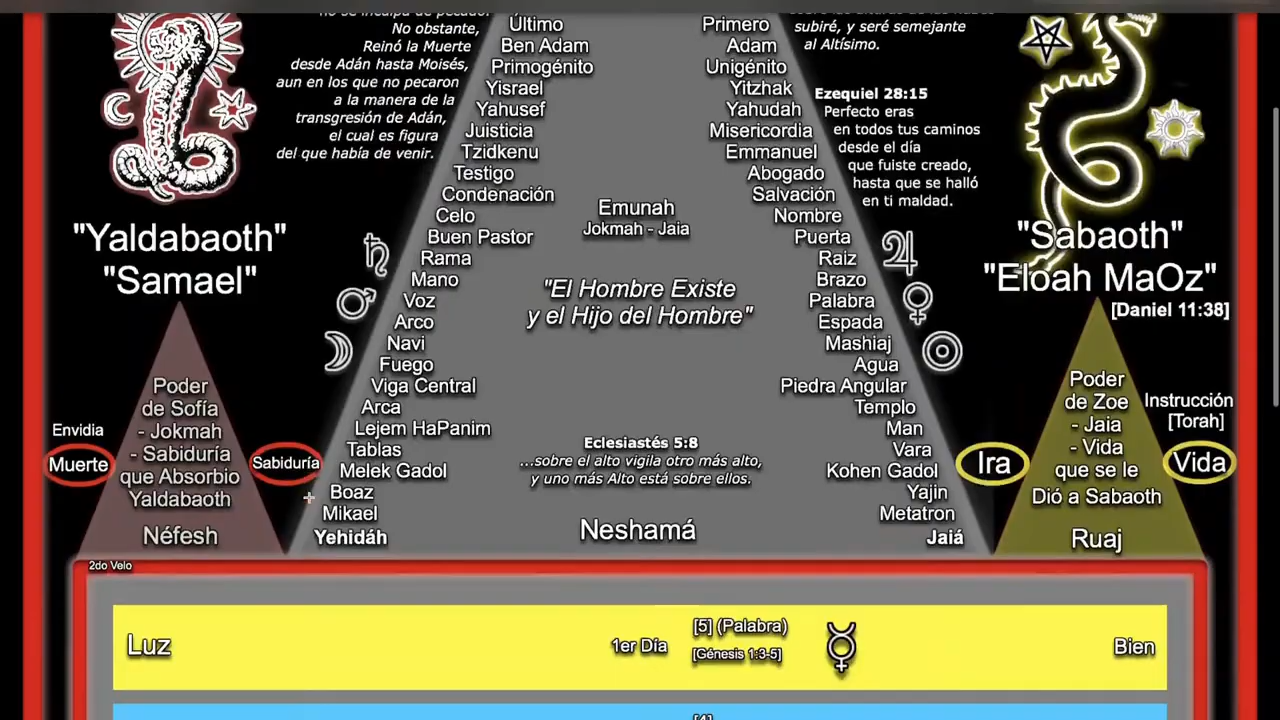 no se inculpa de pecado.
No obstante,
Reinó la Muerte
desde Adán hasta Moisés,
aun en los que no pecaron
a la manera de la
transgresión de Adán,
el cual es figura
del que había de venir.
"Yaldabaoth"
"Samael"
Último
Ben Adam
Primogénito
Yisrael
Yahusef
Juisticia
Tzidkenu
Testigo
Condenación
Celo
Buen Pastor
Rama
Mano
Voz
Arco
Navi
Fuego
Viga Central
Arca
Lejem HaPanim
Tablas
Melek Gadol
Boaz
Mikael
Yehidáh
Emunah
Jokmah - Jaia
"El Hombre Existe
y el Hijo del Hombre"
Eclesiastés 5:8
...sobre el alto vigila otro más alto,
y uno más Alto está sobre ellos.
Neshamá
Primero
Adam
Unigénito
Yitzhak
Yahudah
Misericordia
Emmanuel
Abogado
Salvación
Nombre
Puerta
Raiz
Brazo
Palabra
Espada
Mashiaj
Agua
Piedra Angular
Templo
Man
Vara
Kohen Gadol
Yajin
Metatron
Jaiá
subiré, y seré semejante
al Altísimo.
Ezequiel 28:15
Perfecto eras
en todos tus caminos
desde el día
que fuiste creado,
hasta que se halló
en ti maldad.
"Sabaoth"
"Eloah MaOz"
[Daniel 11:38]
Envidia
Muerte
Poder
de Sofía
- Jokmah
- Sabiduría
que Absorbio
Yaldabaoth
Néfesh
Sabiduría
Ira
Poder
de Zoe
- Jaia
- Vida
que se le
Dió a Sabaoth
Ruaj
Instrucción
[Torah]
Vida
2do Velo
Luz
1er Día
[5] (Palabra)
[Génesis 1:3-5]
Bien